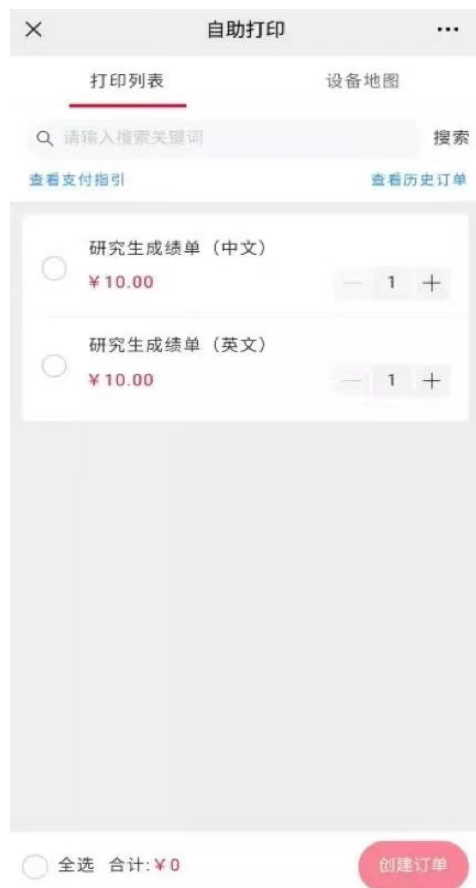 自助打印
打印列表 设备地图
请输入搜索关键词 搜索
查看支付指引 查看历史订单
研究生成绩单（中文）
￥10.00 1
研究生成绩单（英文）
￥10.00 1
全选 合计:￥0 创建订单